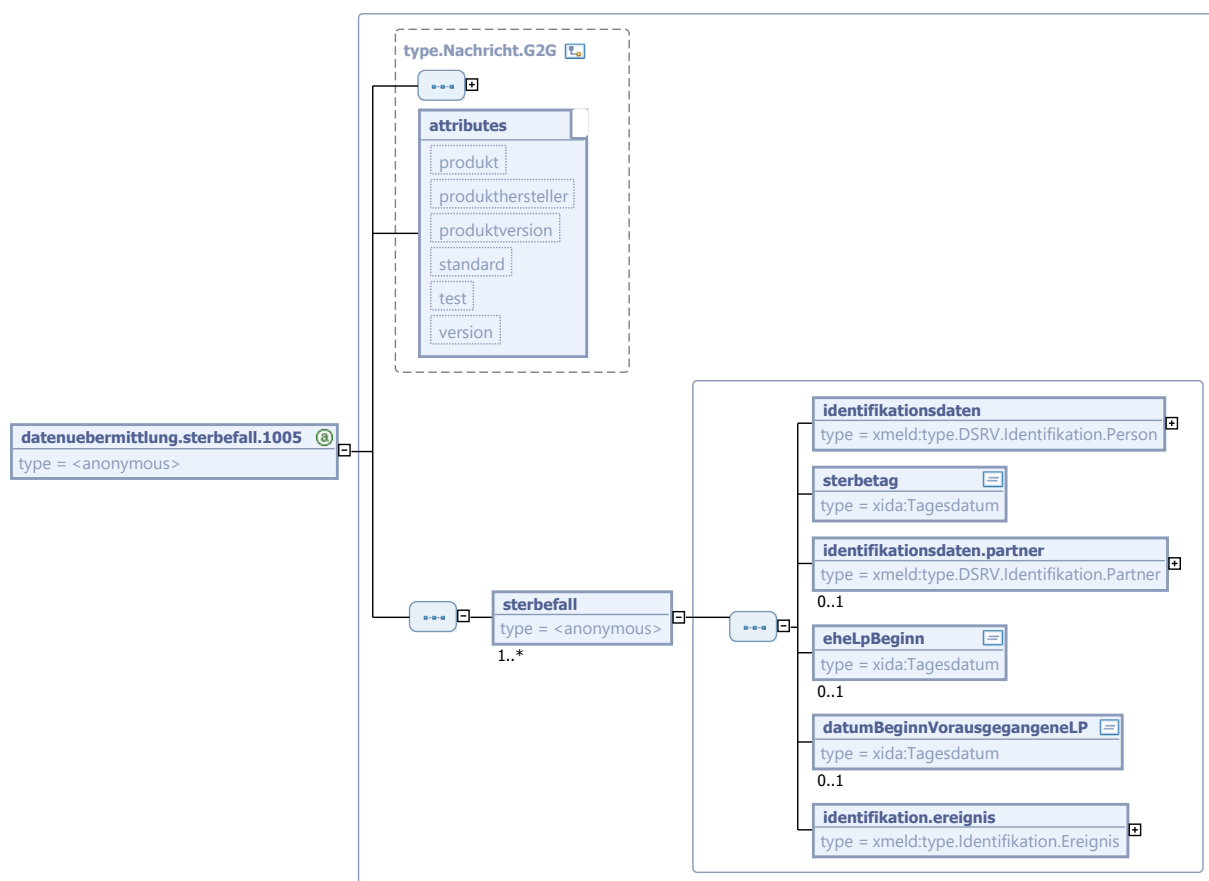 type.Nachricht.G2G
attributes
produkt
produkthersteller
produktversion
standard
test
version
datenuebermittlung.sterbefall.1005 a
type = <anonymous>
sterbefall
type = <anonymous>
1..*
identifikationsdaten
type = xmeld:type.DSRV.Identifikation.Person
sterbetag
type = xida:Tagesdatum
identifikationsdaten.partner
type = xmeld:type.DSRV.Identifikation.Partner
0..1
eheLpBeginn
type = xida:Tagesdatum
0..1
datumBeginnVorausgegangeneLP
type = xida:Tagesdatum
0..1
identifikation.ereignis
type = xmeld:type.Identifikation.Ereignis